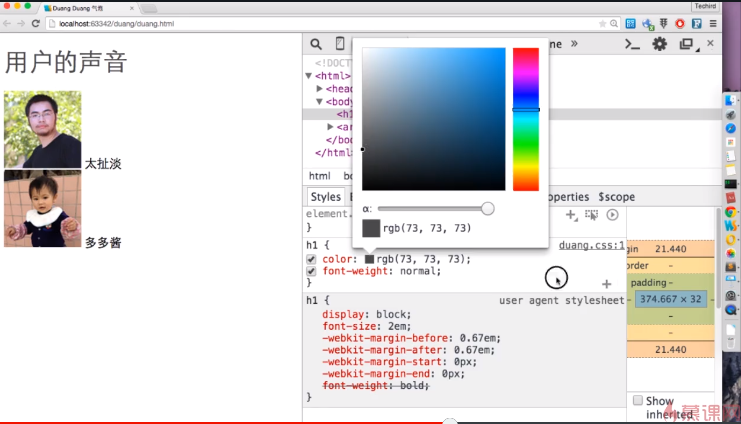 Duang Duang 气泡
Techird
localhost:63342/duang/duang.html
用户的声音
太扯淡
多多酱
ne »
<!DOCT
<html>
<head
<body
<h1
<ar
</body
</html>
html
Styles
operties
$scope
element.
}
α:
rgb(73, 73, 73)
h1 {
duang.css:1
color: rgb(73, 73, 73);
font-weight: normal;
}
h1 {
user agent stylesheet
display: block;
font-size: 2em;
-webkit-margin-before: 0.67em;
-webkit-margin-after: 0.67em;
-webkit-margin-start: 0px;
-webkit-margin-end: 0px;
font-weight: bold;
}
gin
21.440
order
–
padding –
374.667 × 32
–
–
–
21.440
Show
inherited
慕课网